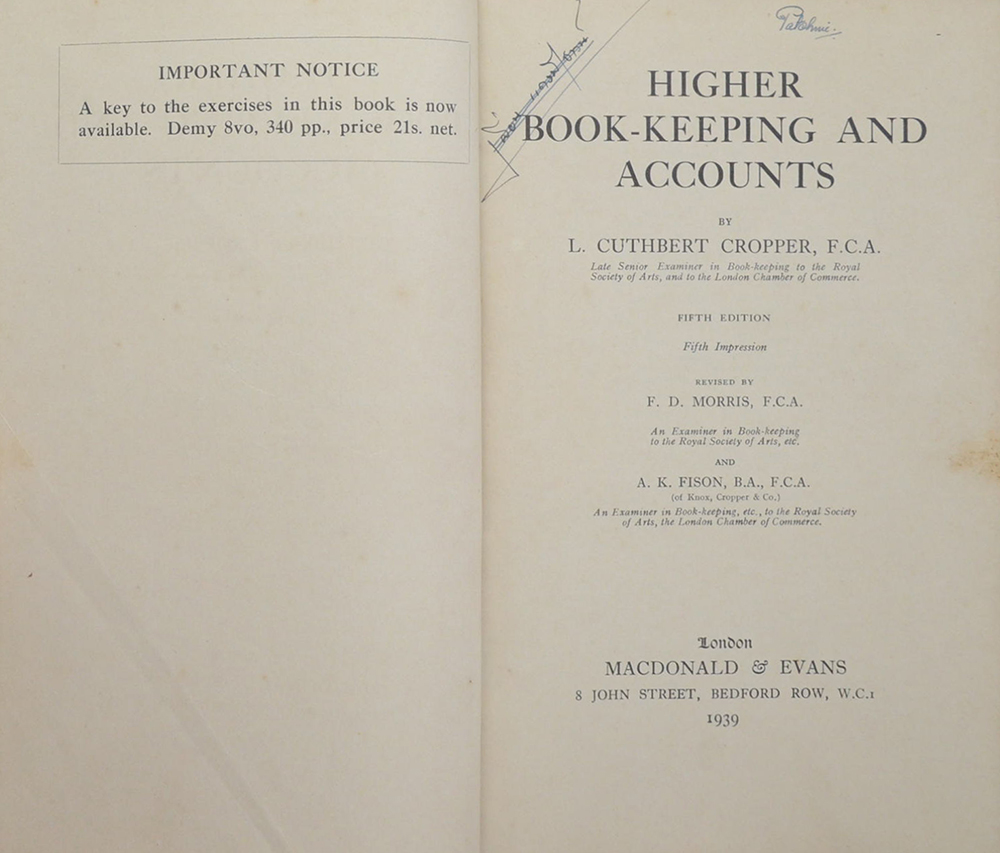 IMPORTANT NOTICE
A key to the exercises in this book is now
available. Demy 8vo, 340 pp., price 21s. net.
HIGHER
BOOK-KEEPING AND
ACCOUNTS
BY
L. CUTHBERT CROPPER, F.C.A.
Late Senior Examiner in Book-keeping to the Royal
Society of Arts, and to the London Chamber of Commerce.
FIFTH EDITION
Fifth Impression
REVISED BY
F. D. MORRIS, F.C.A.
An Examiner in Book-keeping
to the Royal Society of Arts, etc.
AND
A. K. FISON, B.A., F.C.A.
(of Knox, Cropper & Co.)
An Examiner in Book-keeping, etc., to the Royal Society
of Arts, the London Chamber of Commerce.
London
MACDONALD & EVANS
8 JOHN STREET, BEDFORD ROW, W.C.1
1939